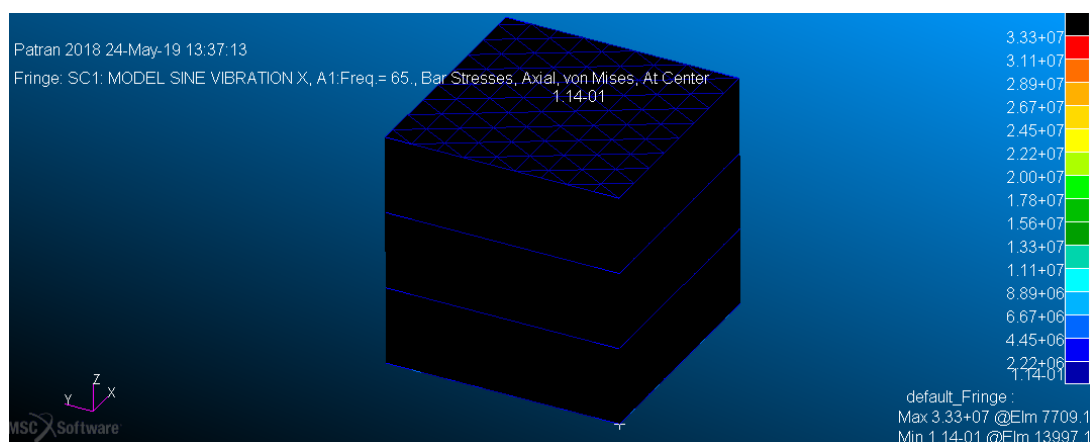 Patran 2018 24-May-19 13:37:13
Fringe: SC1: MODEL SINE VIBRATION X, A1:Freq.= 65., Bar Stresses, Axial, von Mises, At Center
1.14-01
3.33+07
3.11+07
2.89+07
2.67+07
2.45+07
2.22+07
2.00+07
1.78+07
1.56+07
1.33+07
1.11+07
8.89+06
6.67+06
4.45+06
2.22+06
1.14-01
default_Fringe :
Max 3.33+07 @Elm 7709.1
Min 1.14-01 @Elm 13997.1
Z
Y
X
MSC Software